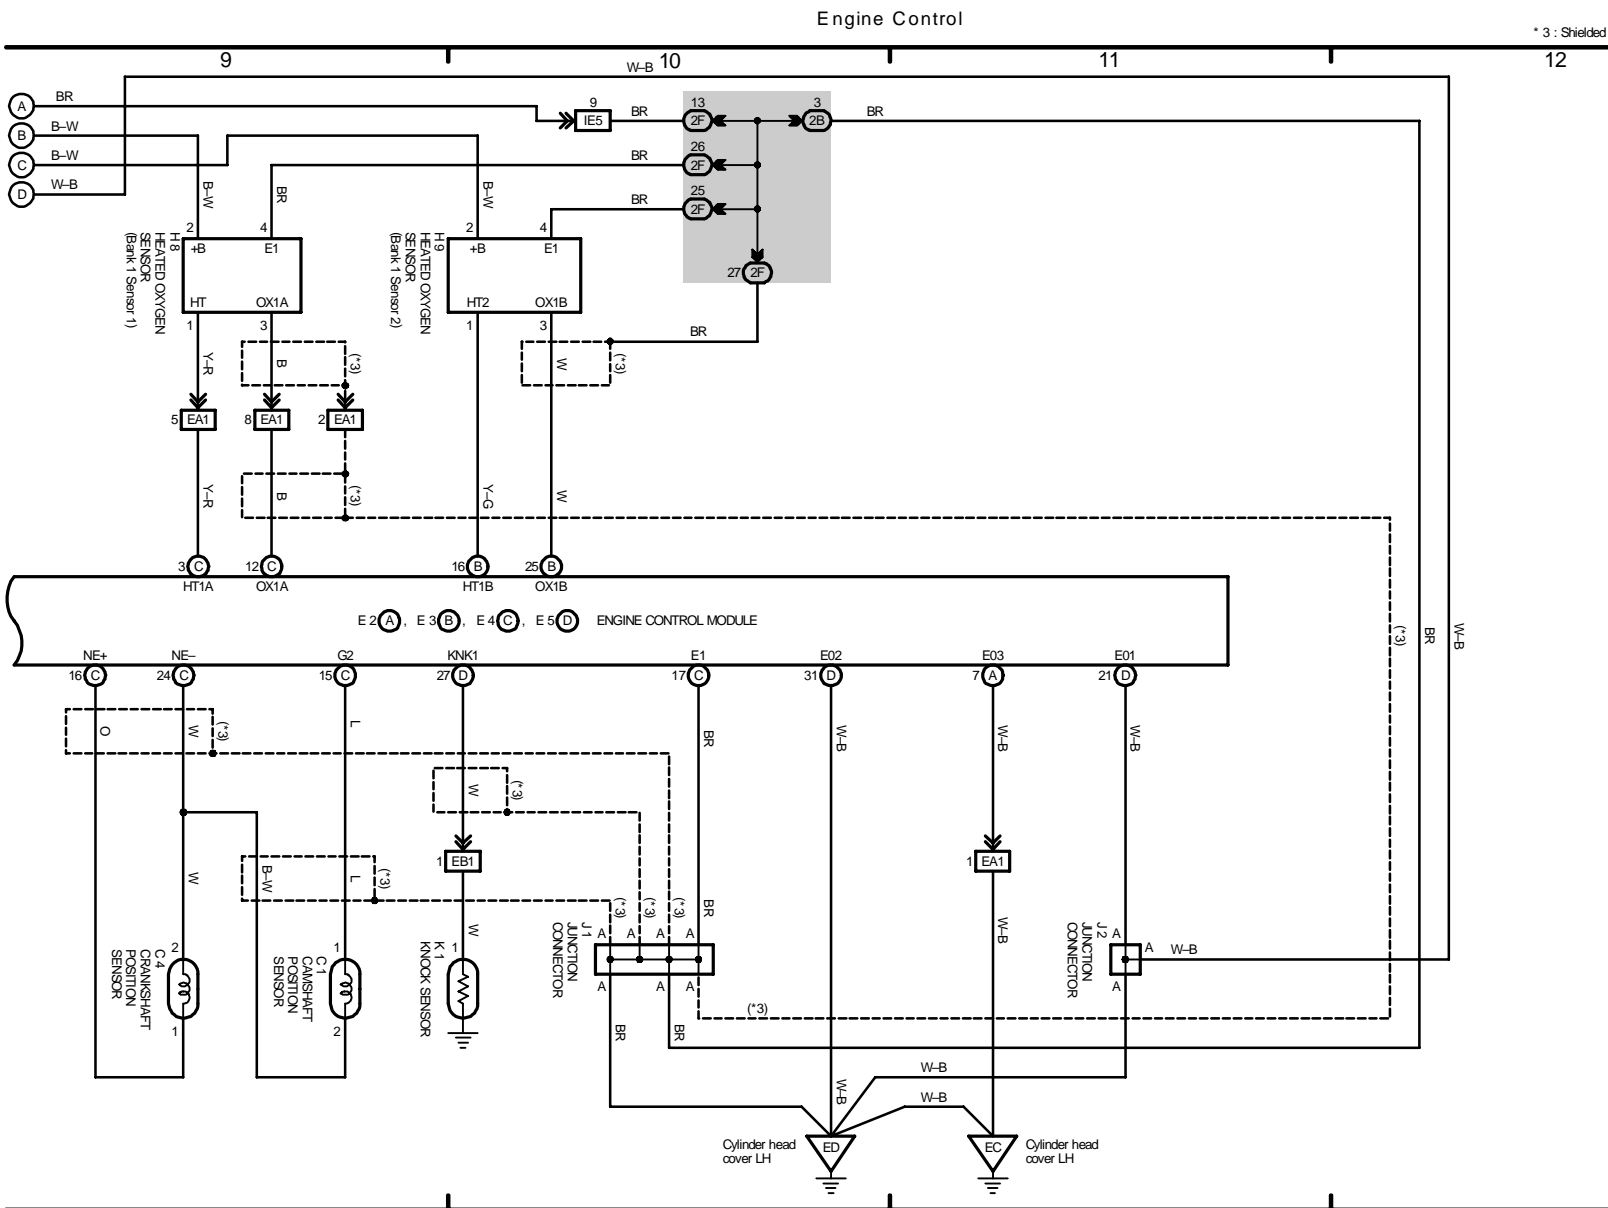 Engine Control
* 3 : Shielded
9
10
11
12
W–B
A
BR
B
B–W
C
B–W
D
W–B
9
IE5
BR
13
2F
3
2B
BR
26
2F
BR
25
2F
BR
27
2F
BR
B–W
BR
B–W
2
4
+B
E1
HT
OX1A
1
3
H 8
HEATED OXYGEN
SENSOR
(Bank 1 Sensor 1)
2
4
+B
E1
HT2
OX1B
1
3
H 9
HEATED OXYGEN
SENSOR
(Bank 1 Sensor 2)
Y–R
B
(*3)
W
(*3)
5
EA1
8
EA1
2
EA1
Y–R
B
(*3)
Y–G
W
3
C
HT1A
12
C
OX1A
16
B
HT1B
25
B
OX1B
E 2 A , E 3 B , E 4 C , E 5 D ENGINE CONTROL MODULE
(*3)
BR
W–B
NE+
16
C
NE–
24
C
G2
15
C
KNK1
27
D
E1
17
C
E02
31
D
E03
7
A
E01
21
D
O
W
(*3)
L
W
(*3)
BR
W–B
W–B
W–B
1
EB1
1
EA1
W
B–W
L
(*3)
W
(*3)
(*3)
(*3)
BR
W–B
2
1
C 4
CRANKSHAFT
POSITION
SENSOR
1
2
C 1
CAMSHAFT
POSITION
SENSOR
1
K 1
KNOCK SENSOR
J 1
JUNCTION
CONNECTOR
A
A
A
A
A
A
A
J 2
JUNCTION
CONNECTOR
A
A
A
W–B
(*3)
BR
BR
W–B
W–B
W–B
Cylinder head
cover LH
ED
EC
Cylinder head
cover LH